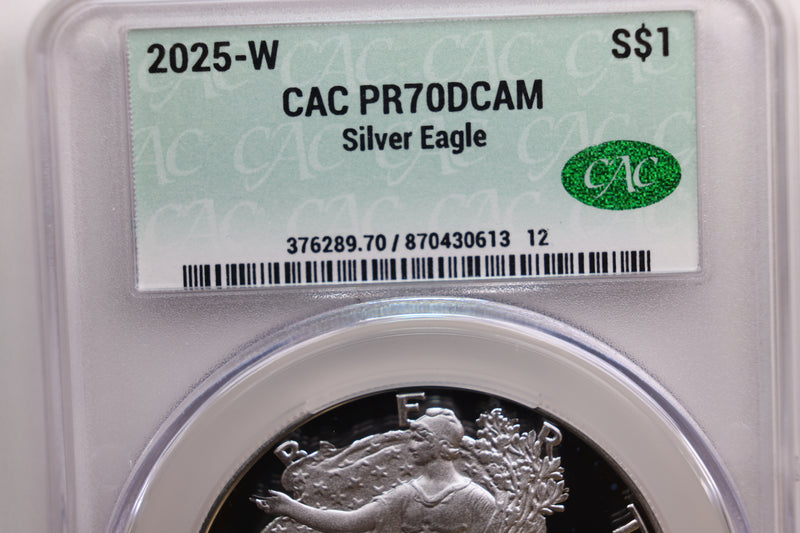 2025-W S$1
CAC PR70DCAM
Silver Eagle
CAC
376289.70 / 870430613 12
B E R T